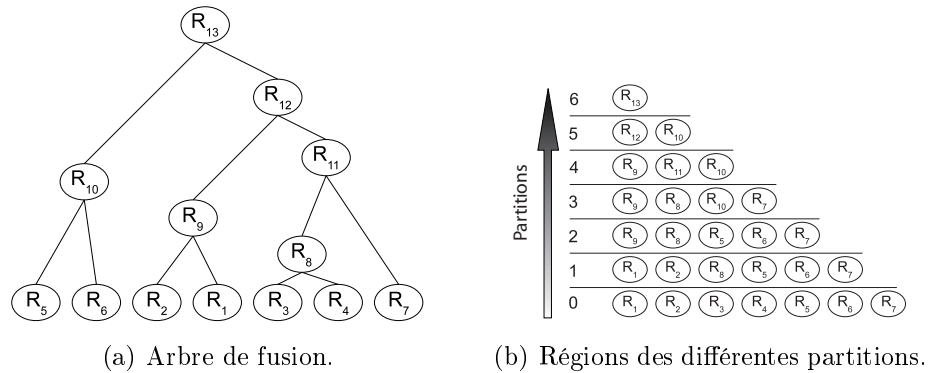 R₁₃
R₁₂
R₁₁
R₁₀
R₉
R₈
R₅ R₆ R₂ R₁ R₃ R₄ R₇
(a) Arbre de fusion.
Partitions
6 R₁₃
5 R₁₂ R₁₀
4 R₉ R₁₁ R₁₀
3 R₉ R₈ R₁₀ R₇
2 R₉ R₈ R₅ R₆ R₇
1 R₁ R₂ R₈ R₅ R₆ R₇
0 R₁ R₂ R₃ R₄ R₅ R₆ R₇
(b) Régions des différentes partitions.